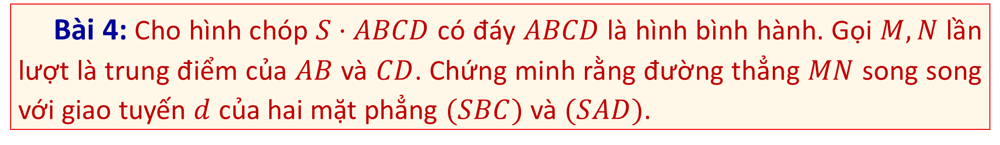 Bài 4: Cho hình chóp S · ABCD có đáy ABCD là hình bình hành. Gọi M, N lần
lượt là trung điểm của AB và CD. Chứng minh rằng đường thẳng MN song song
với giao tuyến d của hai mặt phẳng (SBC) và (SAD).